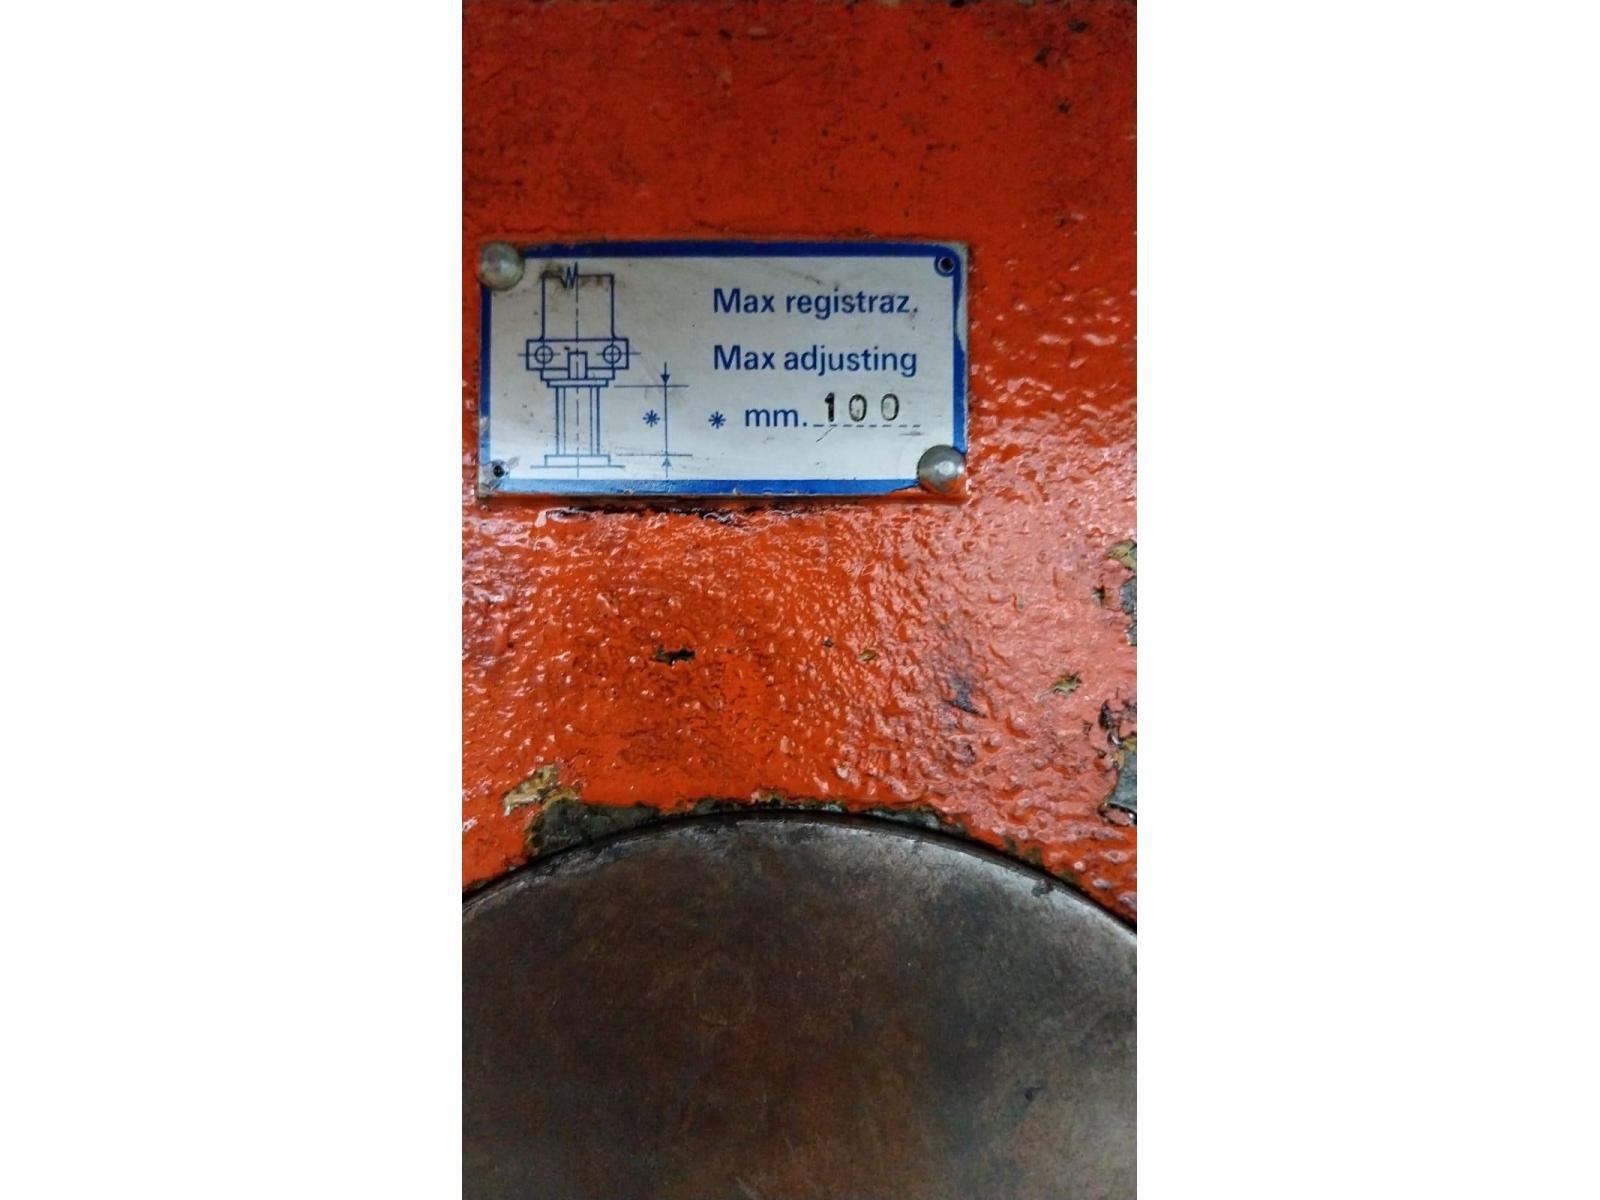 Max registraz.
Max adjusting
* * mm. 100